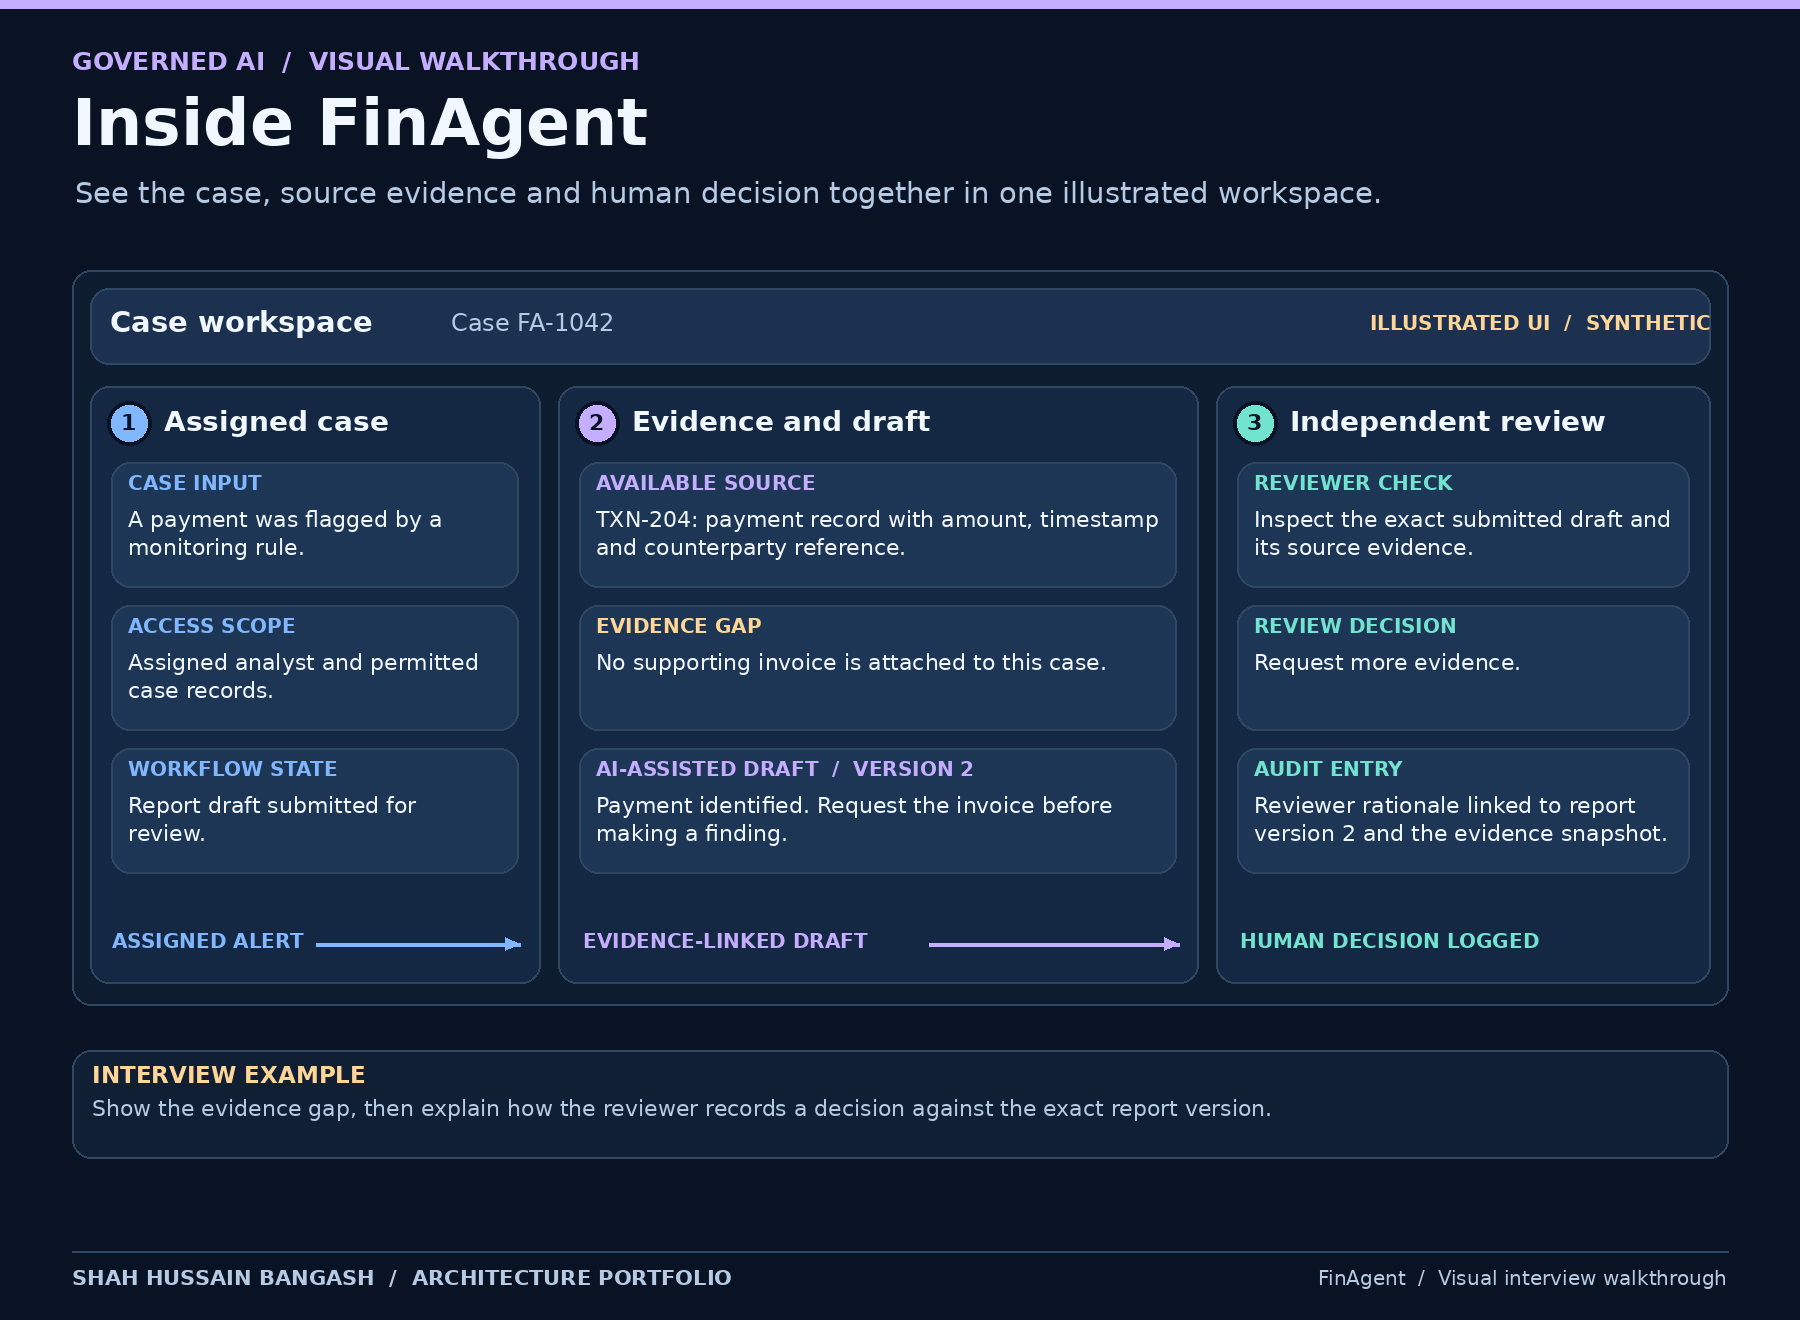 GOVERNED AI / VISUAL WALKTHROUGH
Inside FinAgent
See the case, source evidence and human decision together in one illustrated workspace.
Case workspace
Case FA-1042
ILLUSTRATED UI / SYNTHETIC
1 Assigned case
CASE INPUT
A payment was flagged by a
monitoring rule.
ACCESS SCOPE
Assigned analyst and permitted
case records.
WORKFLOW STATE
Report draft submitted for
review.
ASSIGNED ALERT
2 Evidence and draft
AVAILABLE SOURCE
TXN-204: payment record with amount, timestamp
and counterparty reference.
EVIDENCE GAP
No supporting invoice is attached to this case.
AI-ASSISTED DRAFT / VERSION 2
Payment identified. Request the invoice before
making a finding.
EVIDENCE-LINKED DRAFT
3 Independent review
REVIEWER CHECK
Inspect the exact submitted draft and
its source evidence.
REVIEW DECISION
Request more evidence.
AUDIT ENTRY
Reviewer rationale linked to report
version 2 and the evidence snapshot.
HUMAN DECISION LOGGED
INTERVIEW EXAMPLE
Show the evidence gap, then explain how the reviewer records a decision against the exact report version.
SHAH HUSSAIN BANGASH / ARCHITECTURE PORTFOLIO
FinAgent / Visual interview walkthrough